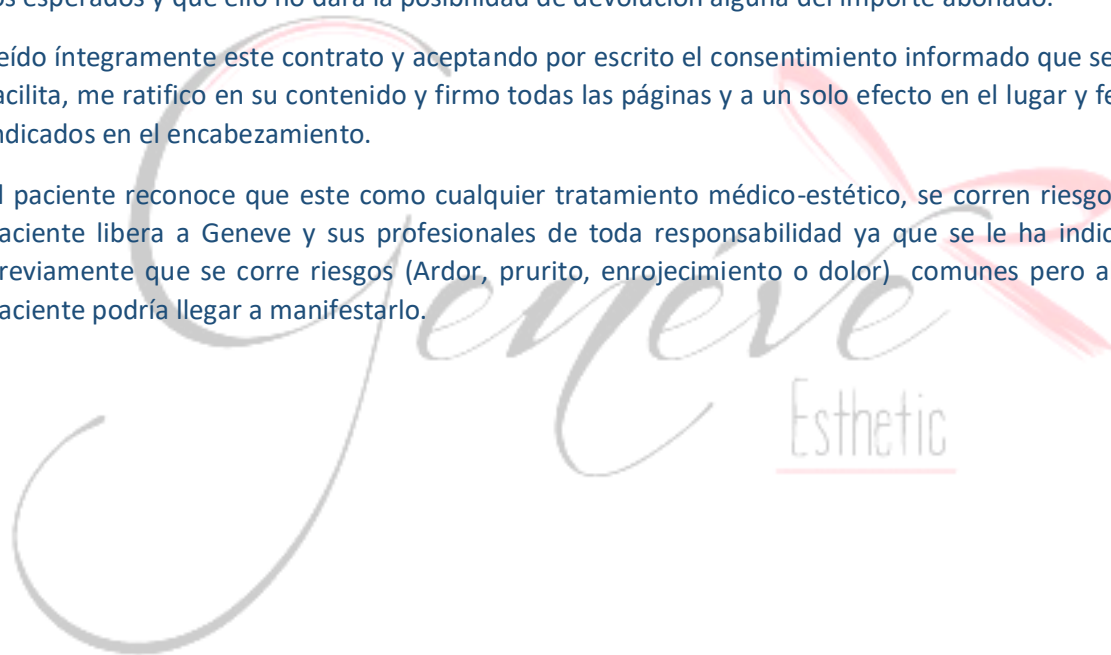 os esperados y que ello no dará la posibilidad de devolución alguna del importe abonado.
eído íntegramente este contrato y aceptando por escrito el consentimiento informado que se
acilita, me ratifico en su contenido y firmo todas las páginas y a un solo efecto en el lugar y fe
ndicados en el encabezamiento.
l paciente reconoce que este como cualquier tratamiento médico-estético, se corren riesgo
aciente libera a Geneve y sus profesionales de toda responsabilidad ya que se le ha indic
reviamente que se corre riesgos (Ardor, prurito, enrojecimiento o dolor) comunes pero a
aciente podría llegar a manifestarlo.
Genéve
Esthetic